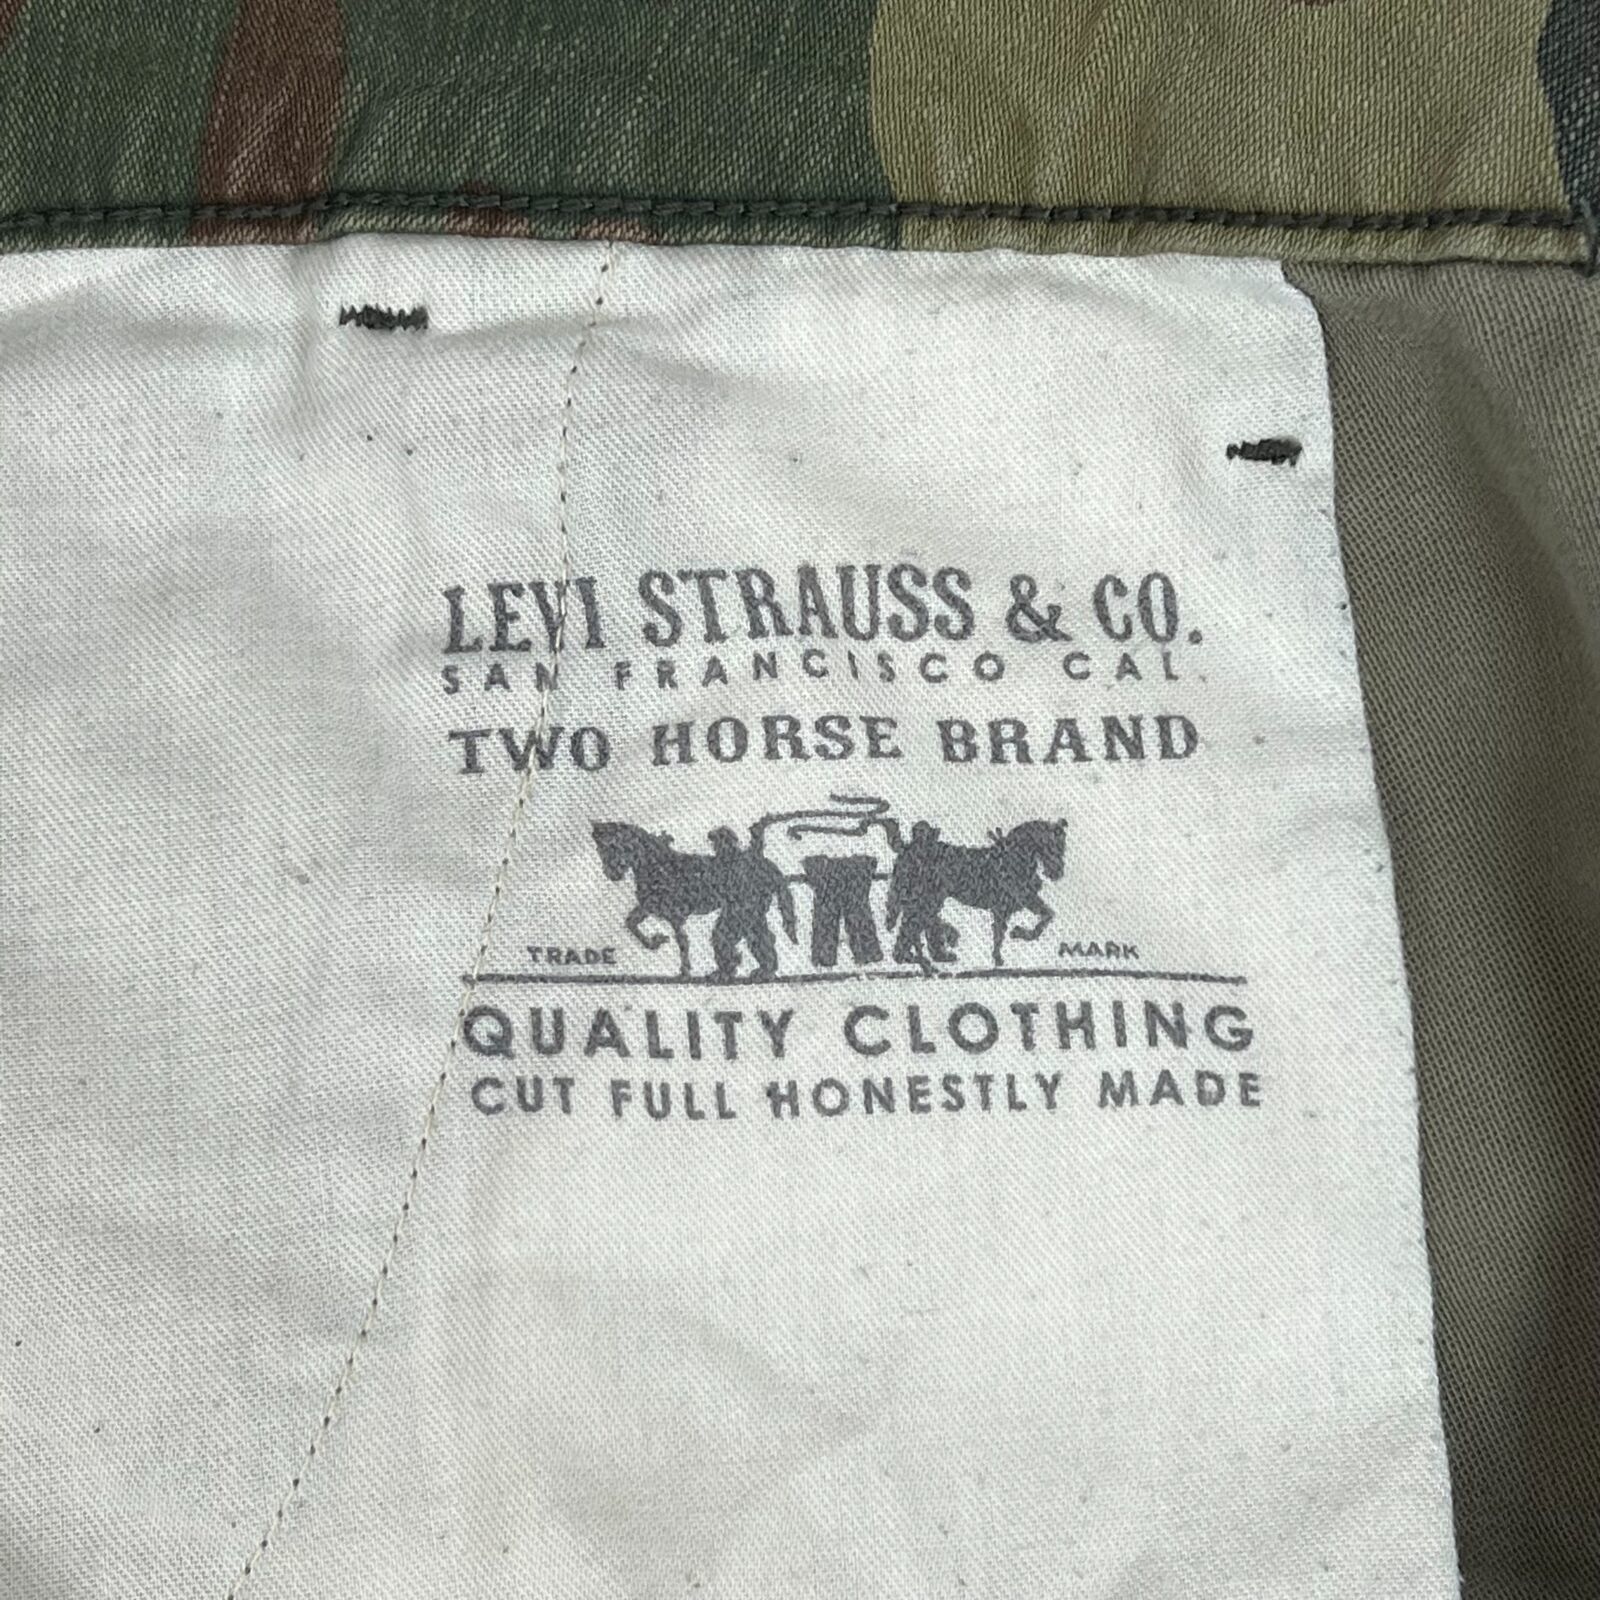 LEVI STRAUSS & CO.
SAN FRANCISCO CAL.
TWO HORSE BRAND
TRADE MARK
QUALITY CLOTHING
CUT FULL HONESTLY MADE